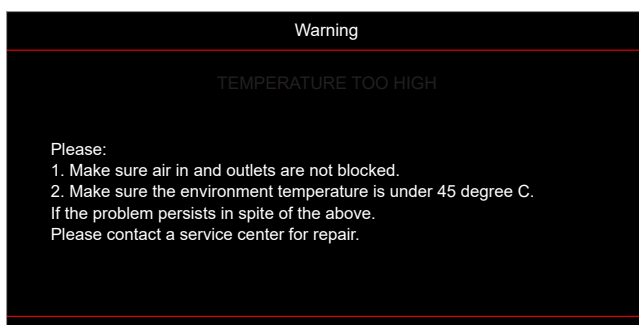 Warning
TEMPERATURE TOO HIGH
Please:
1. Make sure air in and outlets are not blocked.
2. Make sure the environment temperature is under 45 degree C.
If the problem persists in spite of the above.
Please contact a service center for repair.